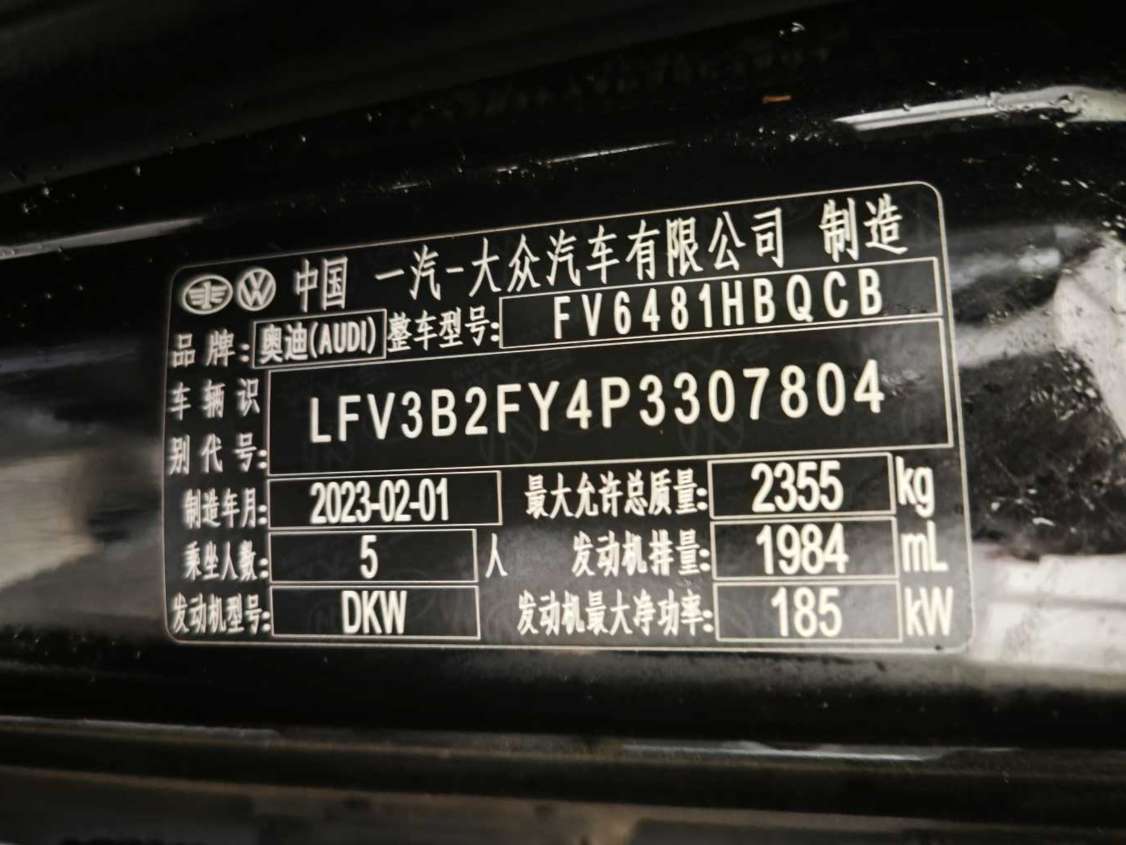 中国 一汽-大众汽车有限公司 制造
品牌: 奥迪(AUDI) 整车型号: FV6481HBQCB
车辆识别代号: LFV3B2FY4P3307804
制造年月: 2023-02-01 最大允许总质量: 2355 kg
乘坐人数: 5 人 发动机排量: 1984 mL
发动机型号: DKW 发动机最大净功率: 185 kW